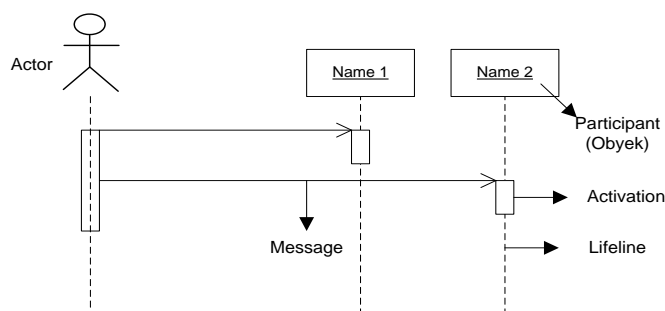 Actor
Name 1
Name 2
Participant
(Obyek)
Activation
Message
Lifeline